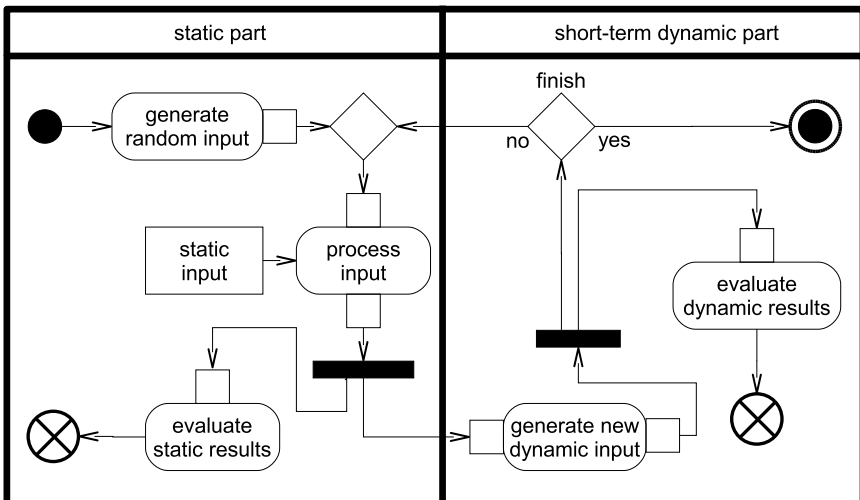 static part
short-term dynamic part
finish
generate
random input
no
yes
static
input
process
input
evaluate
dynamic results
evaluate
static results
generate new
dynamic input